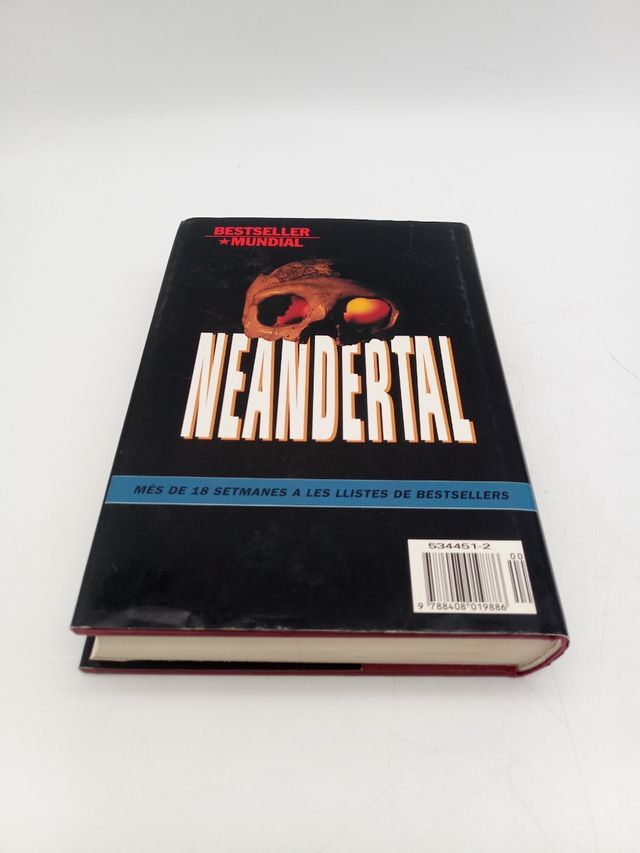 BESTSELLER
★MUNDIAL
NEANDERTAL
MÉS DE 18 SETMANES A LES LLISTES DE BESTSELLERS
534451-2
00
9 788408 019886